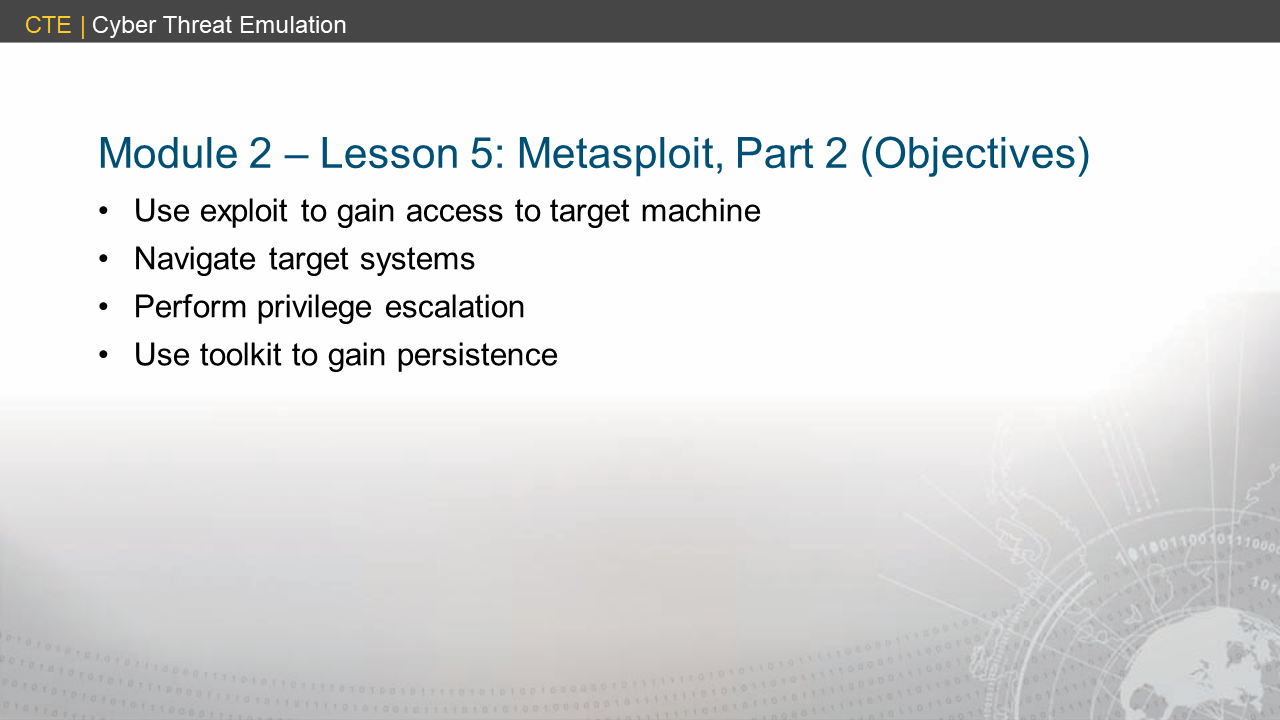 CTE | Cyber Threat Emulation
Module 2 – Lesson 5: Metasploit, Part 2 (Objectives)
• Use exploit to gain access to target machine
• Navigate target systems
• Perform privilege escalation
• Use toolkit to gain persistence